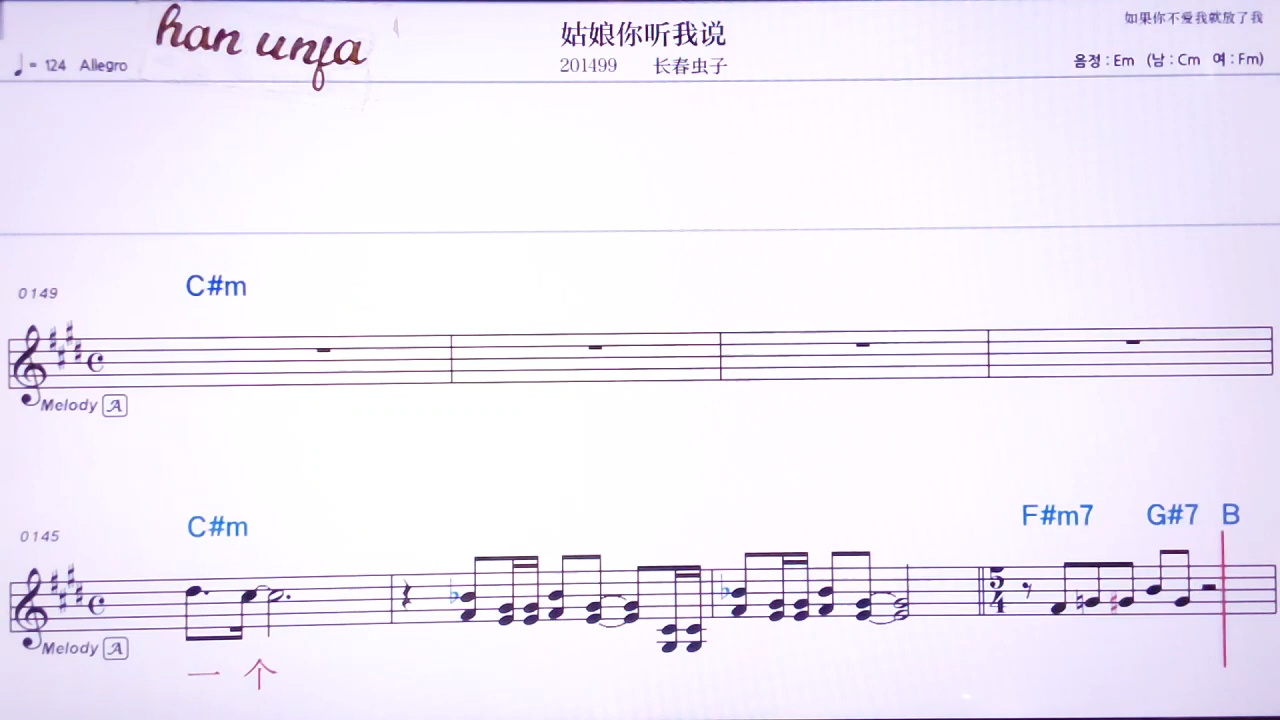 han unfa
姑娘你听我说
如果你不爱我就放了我
♩= 124 Allegro
201499 长春虫子
음정 : Em (남 : Cm 여 : Fm)
0149
C#m
Melody A
0145
C#m F#m7 G#7 B
5
4
Melody A
一 个